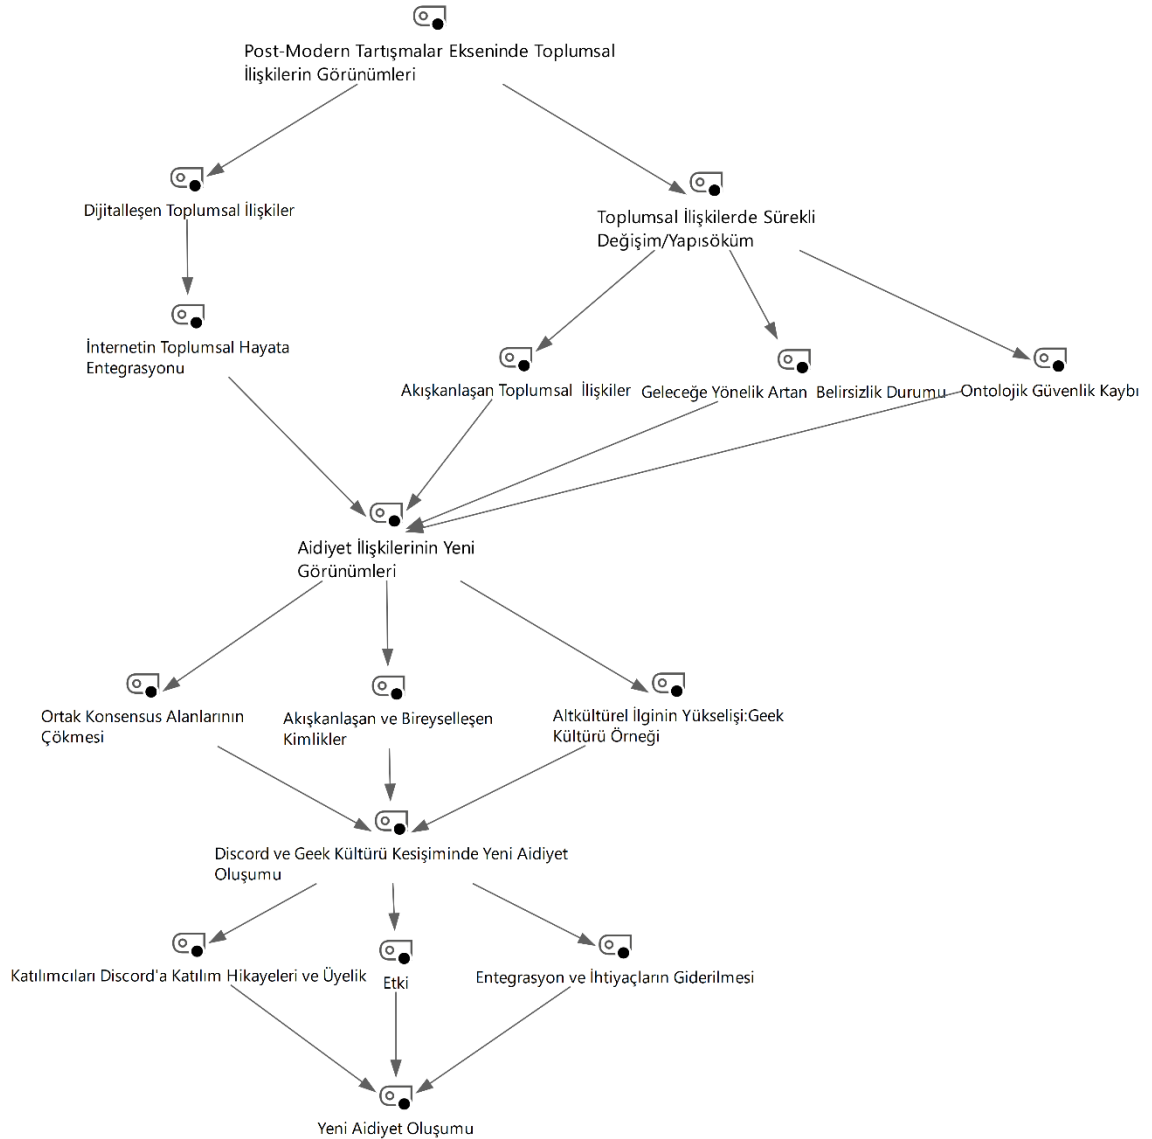 Post-Modern Tartışmalar Ekseninde Toplumsal
İlişkilerin Görünümleri
Dijitalleşen Toplumsal İlişkiler
Toplumsal İlişkilerde Sürekli
Değişim/Yapısöküm
İnternetin Toplumsal Hayata
Entegrasyonu
Akışkanlaşan Toplumsal İlişkiler
Geleceğe Yönelik Artan Belirsizlik Durumu
Ontolojik Güvenlik Kaybı
Aidiyet İlişkilerinin Yeni
Görünümleri
Ortak Konsensus Alanlarının
Çökmesi
Akışkanlaşan ve Bireyselleşen
Kimlikler
Altkültürel İlginin Yükselişi:Geek
Kültürü Örneği
Discord ve Geek Kültürü Kesişiminde Yeni Aidiyet
Oluşumu
Katılımcıları Discord'a Katılım Hikayeleri ve Üyelik
Etki
Entegrasyon ve İhtiyaçların Giderilmesi
Yeni Aidiyet Oluşumu